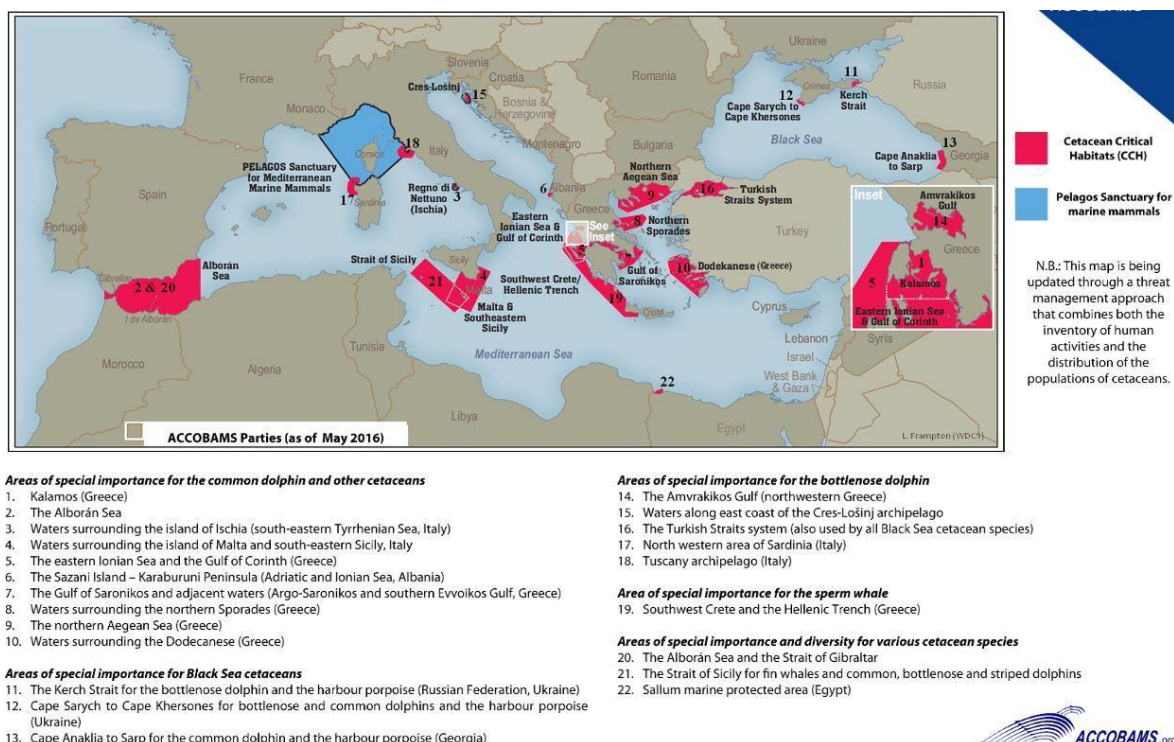 ACCOBAMS
Ukraine
France
Slovenia
Croatia
Romania
Russia
11
Crimea
Kerch
Strait
12
Cape Sarych to
Cape Khersones
Cres-Lošinj
15
Bosnia &
Herzegovina
Monaco
Black Sea
13
Cape Anaklia
to Sarp
Georgia
Montenegro
Bulgaria
18
Italy
Corsica
PELAGOS Sanctuary
for Mediterranean
Marine Mammals
17
Sardinia
Regno di
Nettuno
(Ischia)
3
6
Albania
Northern
Aegean Sea
9
16
Turkish
Straits System
Spain
Portugal
Greece
Eastern
Ionian Sea &
Gulf of Corinth
See
Inset
8
Northern
Sporades
Turkey
5
7
Gulf of
Saronikos
Dodekanese (Greece)
10
Strait of Sicily
Sicily
Southwest Crete/
Hellenic Trench
19
Crete
21
4
Malta
Malta &
Southeastern
Sicily
Alborán
Sea
Gibraltar
2 & 20
I de Alborán
Cyprus
Lebanon
Syria
Israel
West Bank
& Gaza
Mediterranean Sea
Tunisia
Morocco
Algeria
22
Libya
Egypt
Inset
Amvrakikos
Gulf
14
Greece
1
5
Kalamos
Eastern Ionian Sea
& Gulf of Corinth
ACCOBAMS Parties (as of May 2016)
L. Frampton (WDCS)
Cetacean Critical
Habitats (CCH)
Pelagos Sanctuary for
marine mammals
N.B.: This map is being
updated through a threat
management approach
that combines both the
inventory of human
activities and the
distribution of the
populations of cetaceans.
Areas of special importance for the common dolphin and other cetaceans
1. Kalamos (Greece)
2. The Alborán Sea
3. Waters surrounding the island of Ischia (south-eastern Tyrrhenian Sea, Italy)
4. Waters surrounding the island of Malta and south-eastern Sicily, Italy
5. The eastern Ionian Sea and the Gulf of Corinth (Greece)
6. The Sazani Island – Karaburuni Peninsula (Adriatic and Ionian Sea, Albania)
7. The Gulf of Saronikos and adjacent waters (Argo-Saronikos and southern Evvoikos Gulf, Greece)
8. Waters surrounding the northern Sporades (Greece)
9. The northern Aegean Sea (Greece)
10. Waters surrounding the Dodecanese (Greece)
Areas of special importance for Black Sea cetaceans
11. The Kerch Strait for the bottlenose dolphin and the harbour porpoise (Russian Federation, Ukraine)
12. Cape Sarych to Cape Khersones for bottlenose and common dolphins and the harbour porpoise
(Ukraine)
13. Cape Anaklia to Sarp for the common dolphin and the harbour porpoise (Georgia)
Areas of special importance for the bottlenose dolphin
14. The Amvrakikos Gulf (northwestern Greece)
15. Waters along east coast of the Cres-Lošinj archipelago
16. The Turkish Straits system (also used by all Black Sea cetacean species)
17. North western area of Sardinia (Italy)
18. Tuscany archipelago (Italy)
Area of special importance for the sperm whale
19. Southwest Crete and the Hellenic Trench (Greece)
Areas of special importance and diversity for various cetacean species
20. The Alborán Sea and the Strait of Gibraltar
21. The Strait of Sicily for fin whales and common, bottlenose and striped dolphins
22. Sallum marine protected area (Egypt)
ACCOBAMS.org